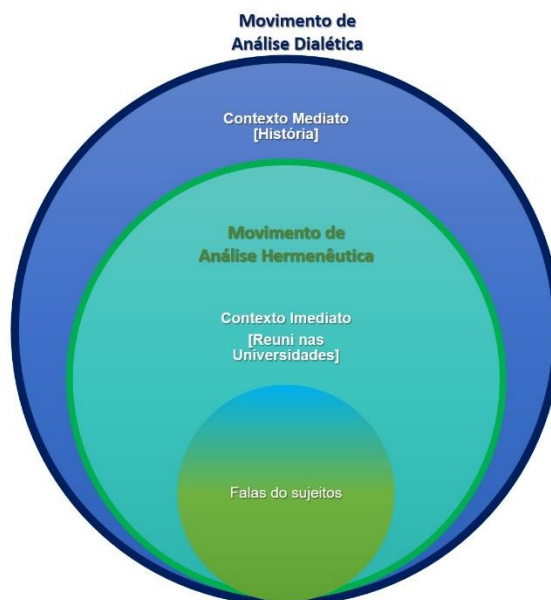 Movimento de
Análise Dialética
Contexto Mediato
[História]
Movimento de
Análise Hermenêutica
Contexto Imediato
[Reuni nas
Universidades]
Falas do sujeitos